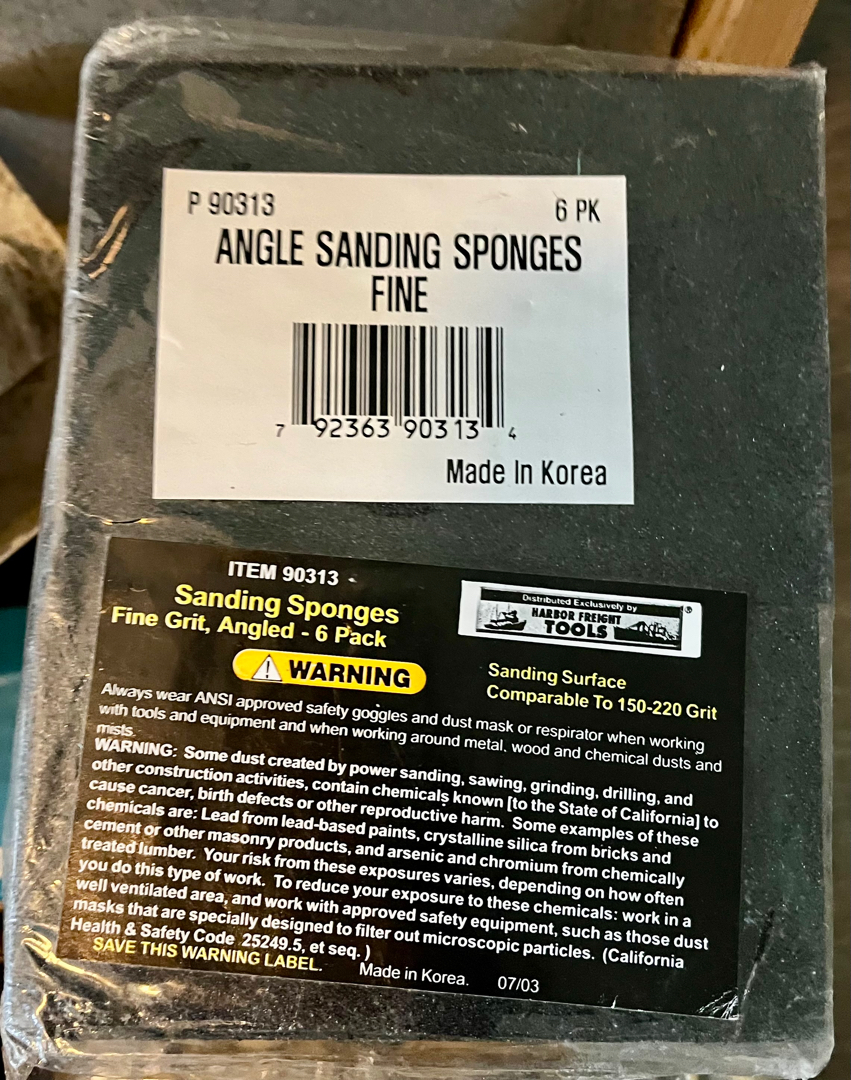 P 90313 6 PK
ANGLE SANDING SPONGES
FINE
7 92363 90313 4
Made In Korea
ITEM 90313
Sanding Sponges
Fine Grit, Angled - 6 Pack
Distributed Exclusively by
HARBOR FREIGHT
TOOLS ®
WARNING
Sanding Surface
Comparable To 150-220 Grit
Always wear ANSI approved safety goggles and dust mask or respirator when working
with tools and equipment and when working around metal, wood and chemical dusts and
mists.
WARNING: Some dust created by power sanding, sawing, grinding, drilling, and
other construction activities, contain chemicals known [to the State of California] to
cause cancer, birth defects or other reproductive harm. Some examples of these
chemicals are: Lead from lead-based paints, crystalline silica from bricks and
cement or other masonry products, and arsenic and chromium from chemically
treated lumber. Your risk from these exposures varies, depending on how often
you do this type of work. To reduce your exposure to these chemicals: work in a
well ventilated area, and work with approved safety equipment, such as those dust
masks that are specially designed to filter out microscopic particles. (California
Health & Safety Code 25249.5, et seq. )
SAVE THIS WARNING LABEL. Made in Korea. 07/03